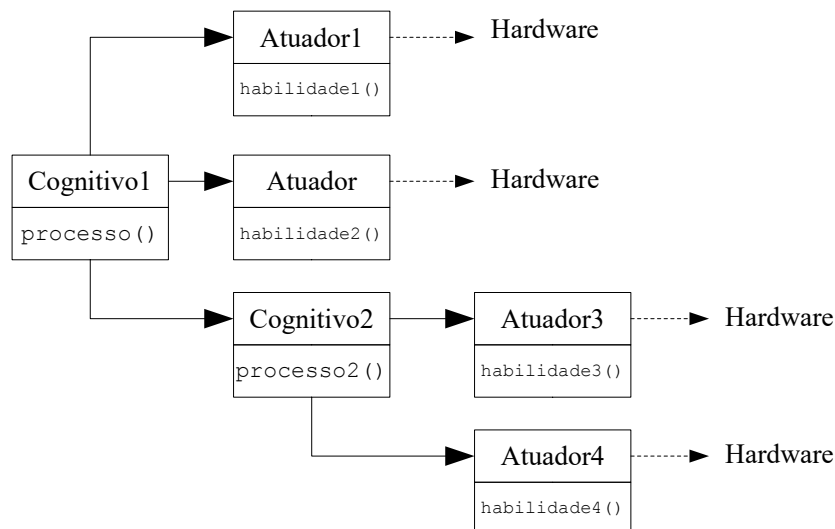 Atuador1
Hardware
habilidade1()
Cognitivo1
processo()
Atuador
Hardware
habilidade2()
Cognitivo2
processo2()
Atuador3
Hardware
habilidade3()
Atuador4
Hardware
habilidade4()